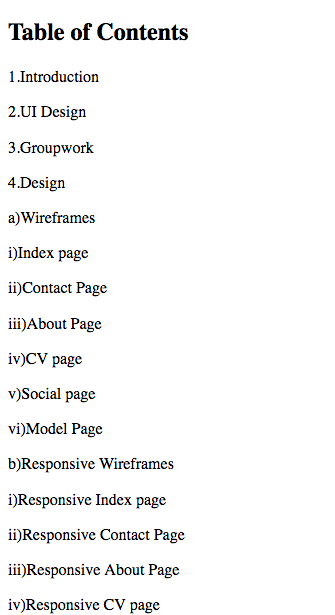 Table of Contents
1.Introduction
2.UI Design
3.Groupwork
4.Design
a)Wireframes
i)Index page
ii)Contact Page
iii)About Page
iv)CV page
v)Social page
vi)Model Page
b)Responsive Wireframes
i)Responsive Index page
ii)Responsive Contact Page
iii)Responsive About Page
iv)Responsive CV page